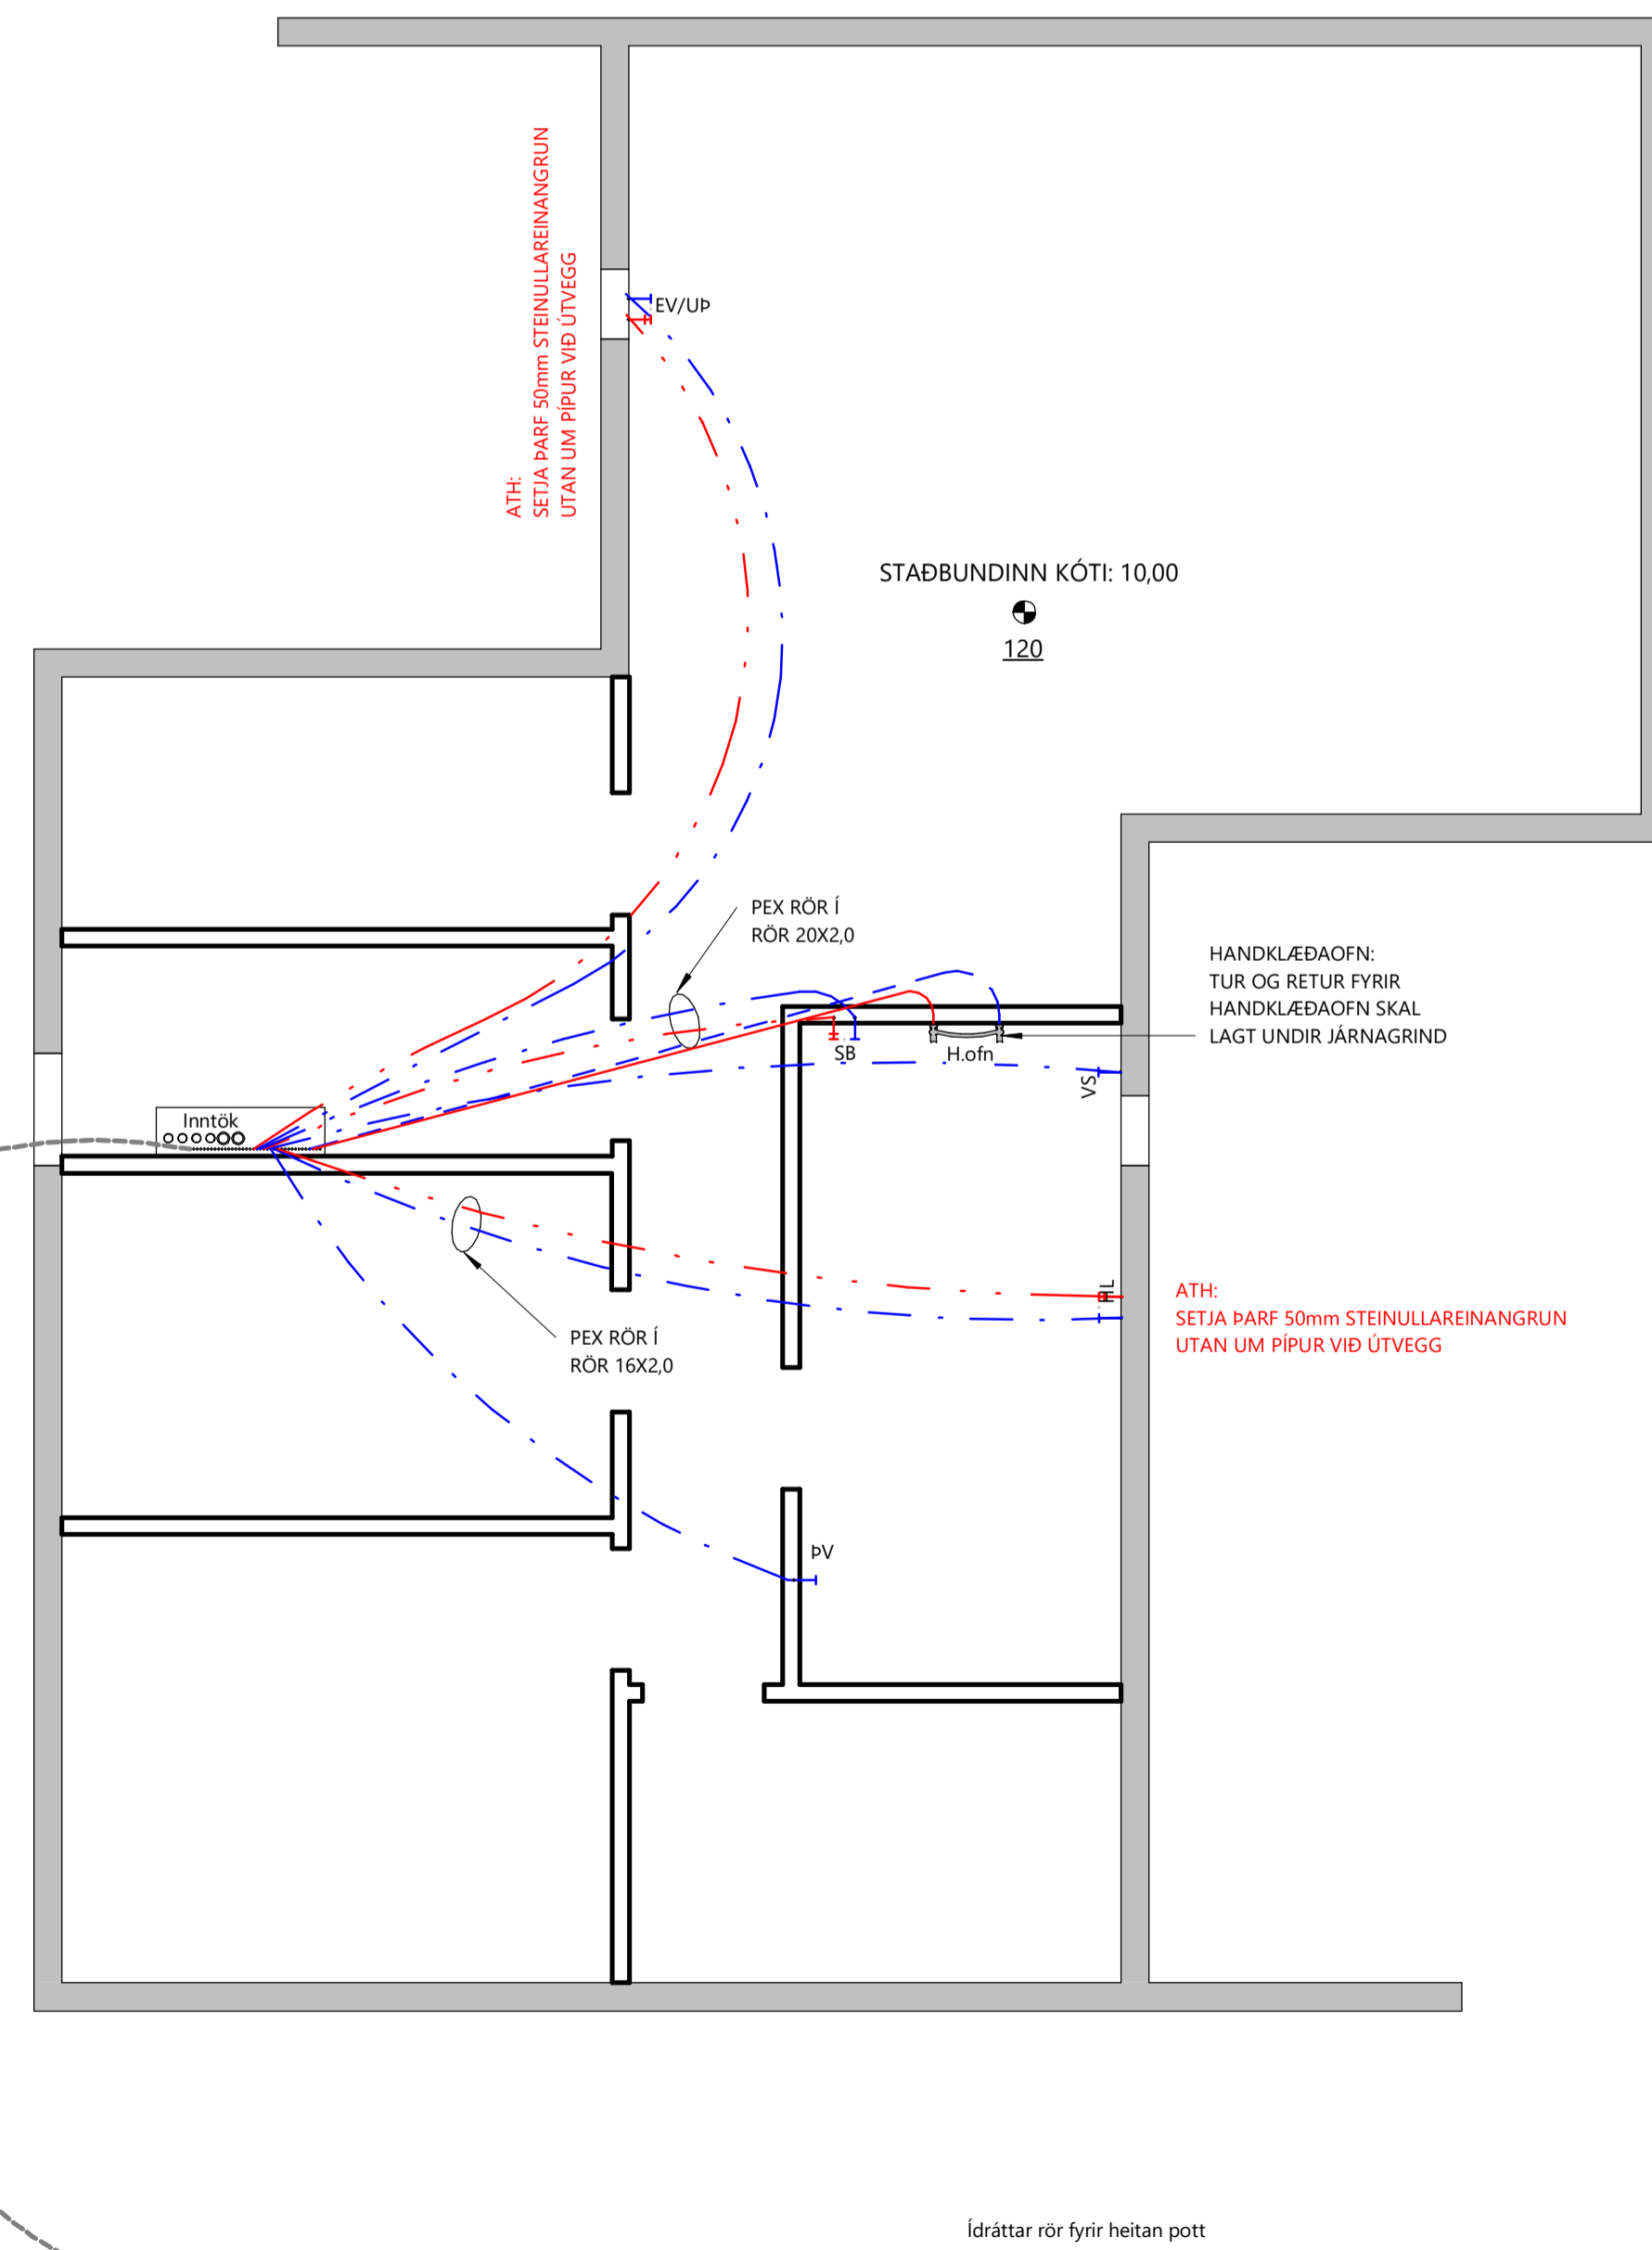 ATH:
SETJA ÞARF 50mm STEINULLAREINANGRUN
UTAN UM PÍPUR VIÐ ÚTVEGG
EV/UÞ
STAÐBUNDINN KÓTI: 10,00
120
PEX RÖR Í
RÖR 20X2,0
HANDKLÆÐAOFN:
TUR OG RETUR FYRIR
HANDKLÆÐAOFN SKAL
LAGT UNDIR JÁRNAGRIND
SB
H.ofn
VS
Inntök
HL
ATH:
SETJA ÞARF 50mm STEINULLAREINANGRUN
UTAN UM PÍPUR VIÐ ÚTVEGG
PEX RÖR Í
RÖR 16X2,0
ÞV
Ídráttar rör fyrir heitan pott